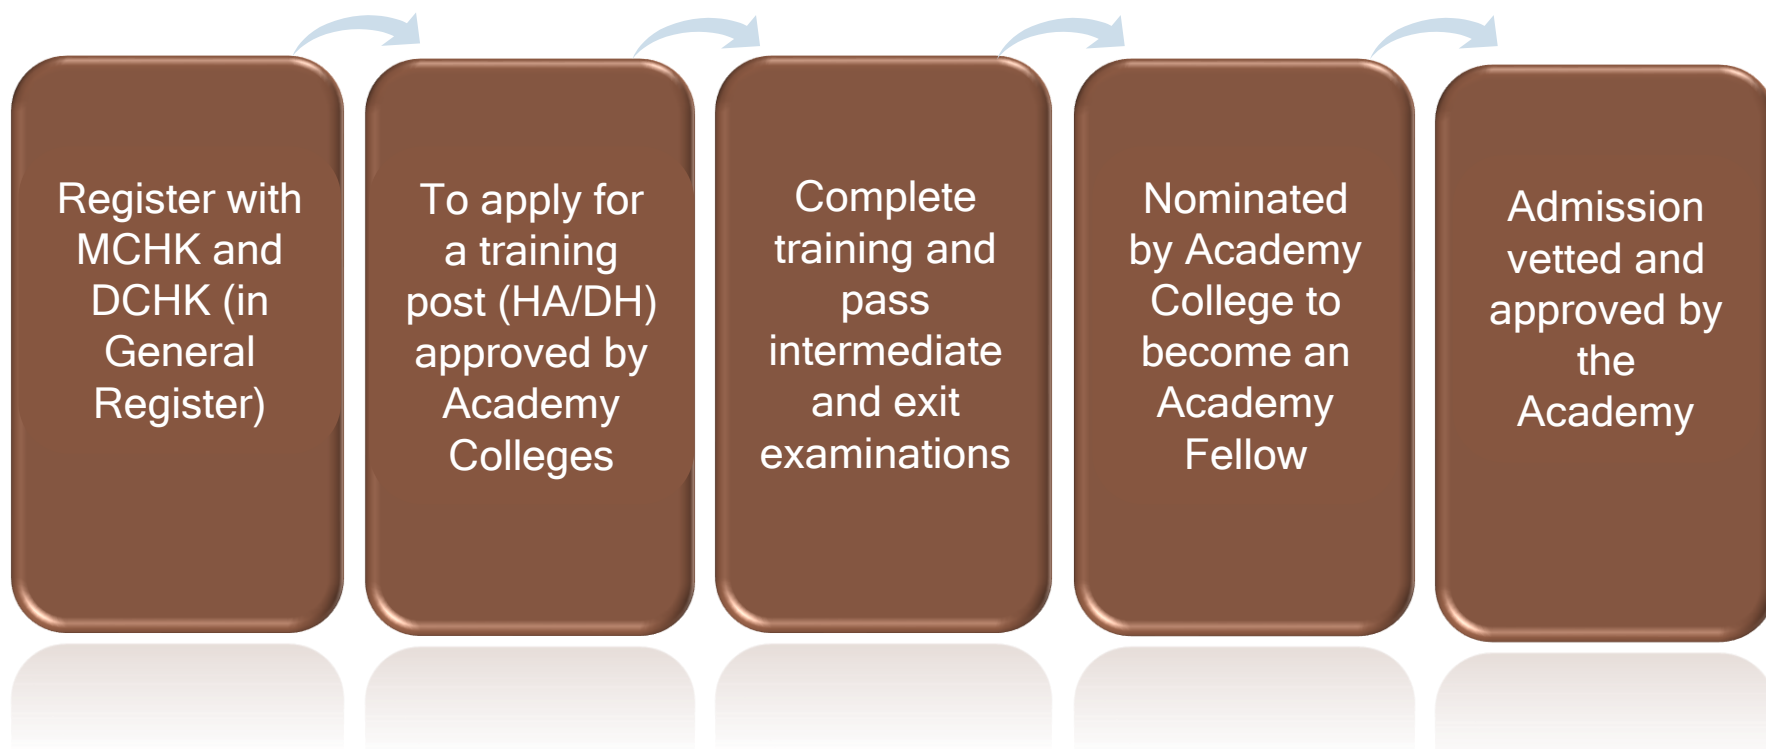 Register with
MCHK and
DCHK (in
General
Register)
To apply for
a training
post (HA/DH)
approved by
Academy
Colleges
Complete
training and
pass
intermediate
and exit
examinations
Nominated
by Academy
College to
become an
Academy
Fellow
Admission
vetted and
approved by
the
Academy